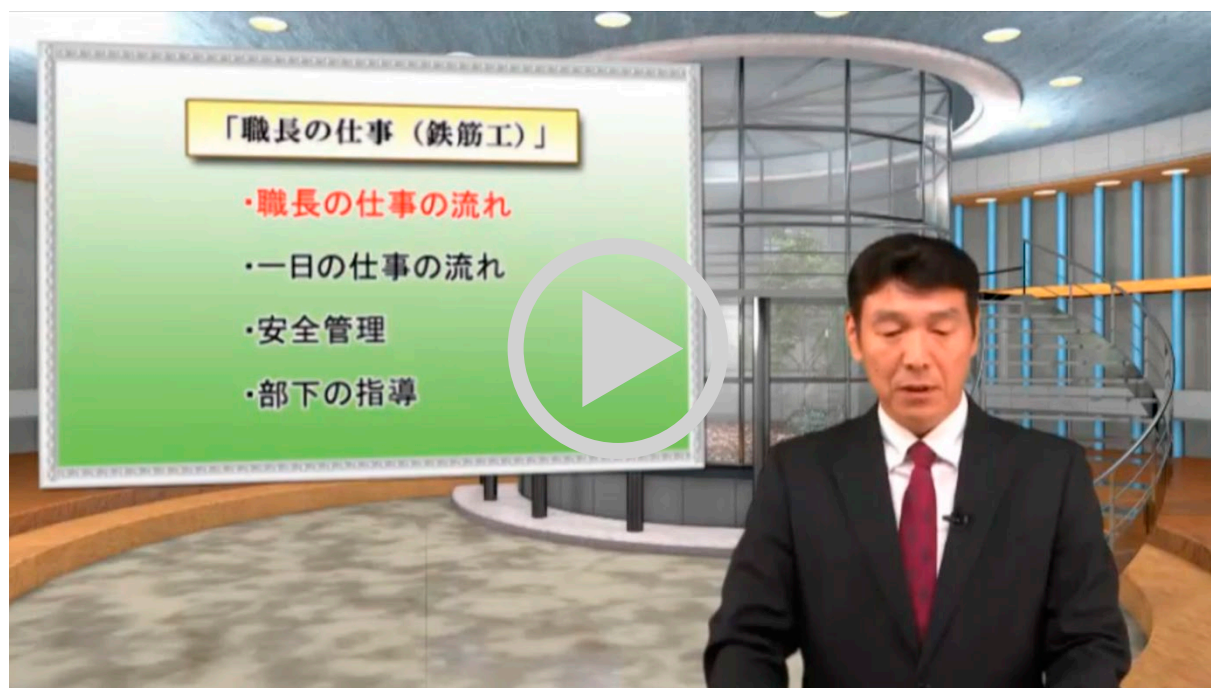 「職長の仕事（鉄筋工）」
・職長の仕事の流れ
・一日の仕事の流れ
・安全管理
・部下の指導